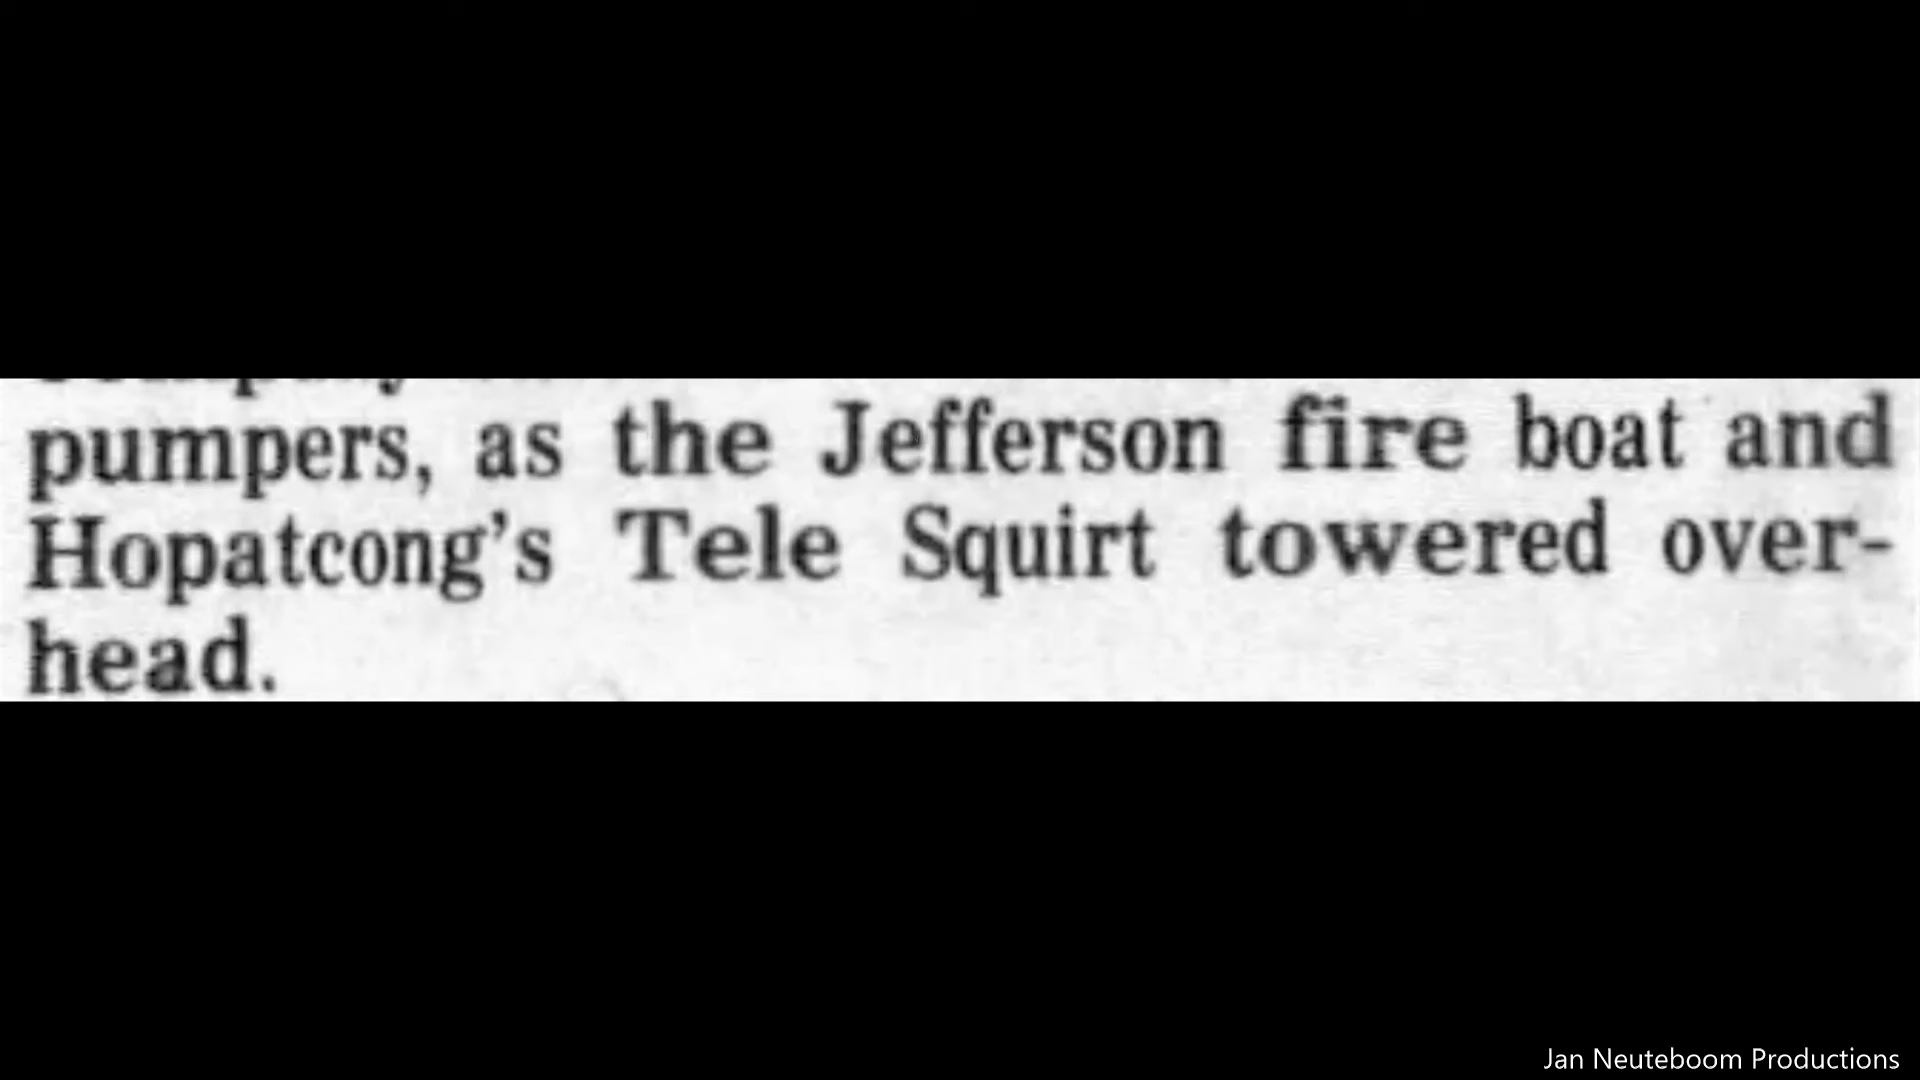 pumpers, as the Jefferson fire boat and
Hopatcong's Tele Squirt towered over-
head.
Jan Neuteboom Productions